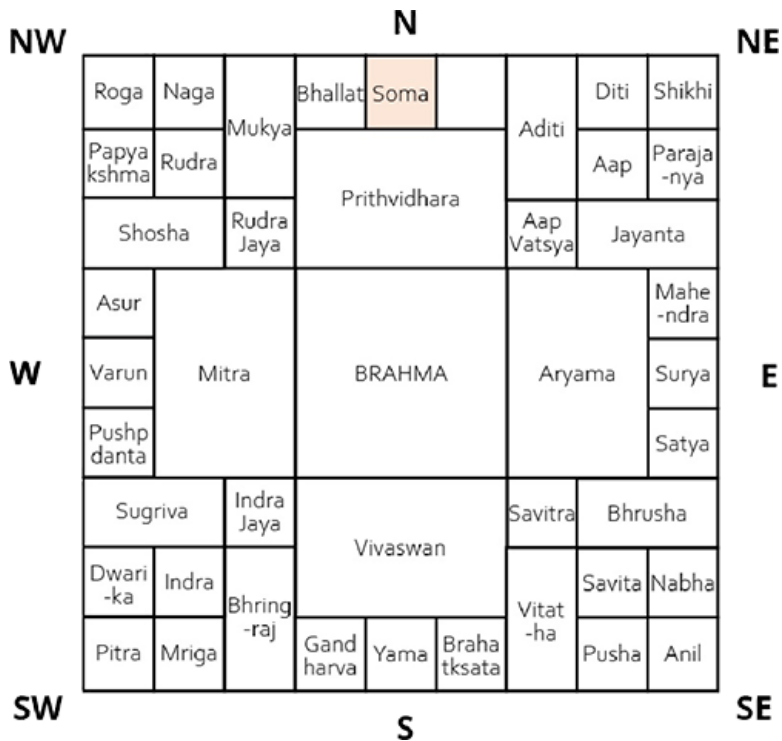 N
NW
NE
Roga
Naga
Mukya
Bhallat
Soma
Aditi
Diti
Shikhi
Papya
kshma
Rudra
Prithvidhara
Aap
Paraja
-nya
Shosha
Rudra
Jaya
Aap
Vatsya
Jayanta
Asur
Mahe
-ndra
W
Varun
Mitra
BRAHMA
Aryama
Surya
E
Pushp
danta
Satya
Sugriva
Indra
Jaya
Vivaswan
Savitra
Bhrusha
Dwari
-ka
Indra
Bhring
-raj
Vitat
-ha
Savita
Nabha
Pitra
Mriga
Gand
harva
Yama
Braha
tksata
Pusha
Anil
SW
S
SE